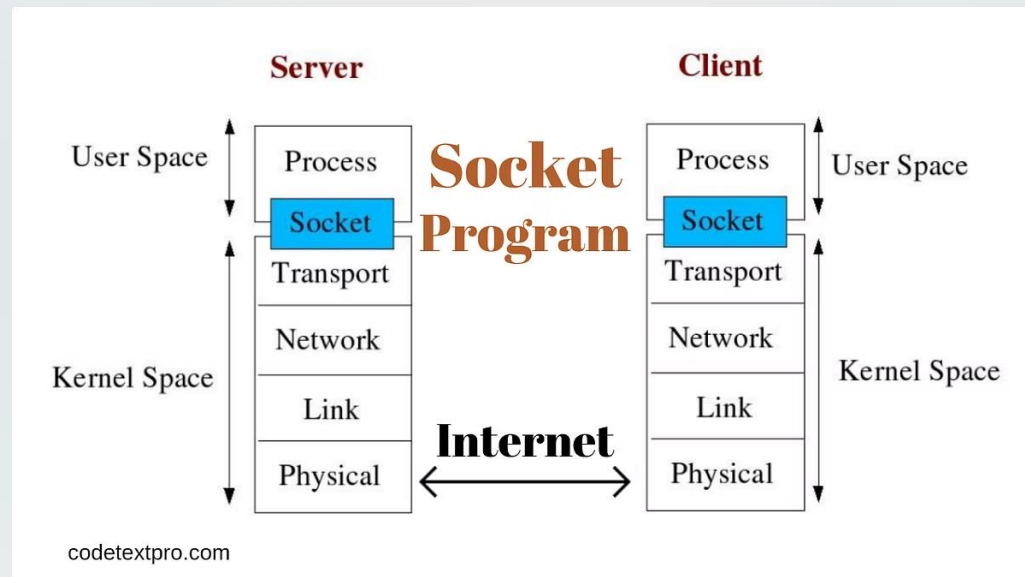 Server
Client
User Space
Process
Socket
Program
Process
User Space
Socket
Socket
Transport
Transport
Network
Network
Kernel Space
Kernel Space
Link
Link
Internet
Physical
Physical
codetextpro.com